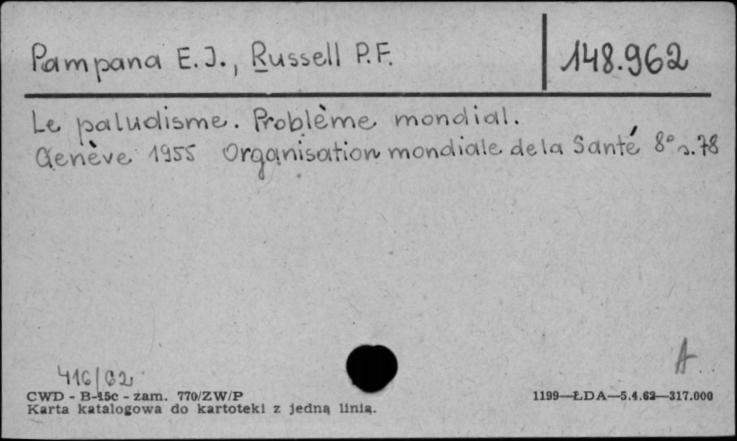 Pampana E. J., Russell P. F. 148.962
Le paludisme. Problème mondial.
Genève 1955 Organisation mondiale de la Santé 8° s. 78
A
416/62
CWD - B-15c - zam. 770/ZW/P 1199—ŁDA—5.4.62—317.000
Karta katalogowa do kartoteki z jedną linią.